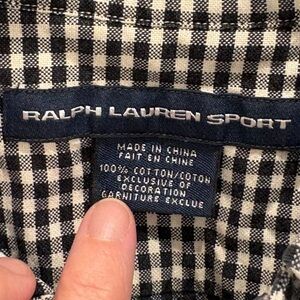 RALPH LAUREN SPORT
MADE IN CHINA
FAIT EN CHINE
100% COTTON/COTON
EXCLUSIVE OF
DECORATION
GARNITURE EXCLUE